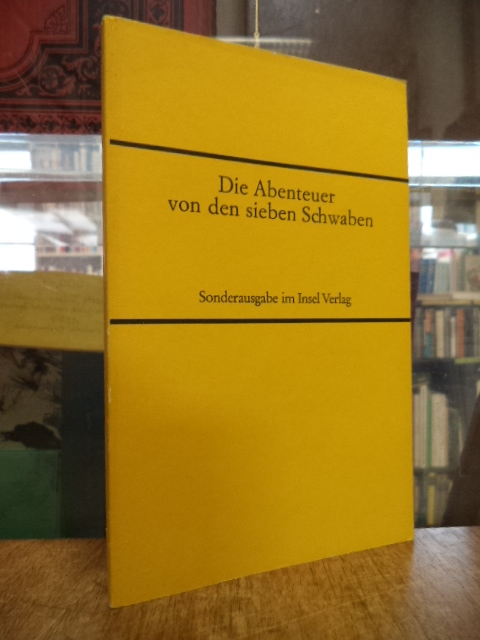 Die Abenteuer
von den sieben Schwaben
Sonderausgabe im Insel Verlag